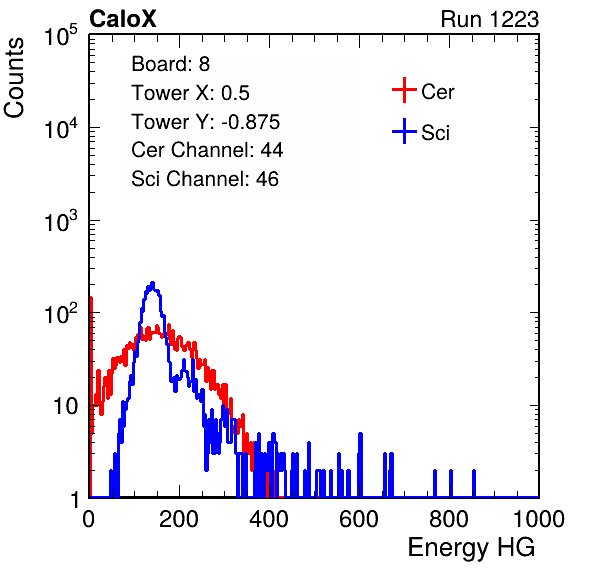 CaloX Run 1223
Counts
10^5
10^4
10^3
10^2
10
1
Board: 8
Tower X: 0.5
Tower Y: -0.875
Cer Channel: 44
Sci Channel: 46
Cer
Sci
0 200 400 600 800 1000
Energy HG